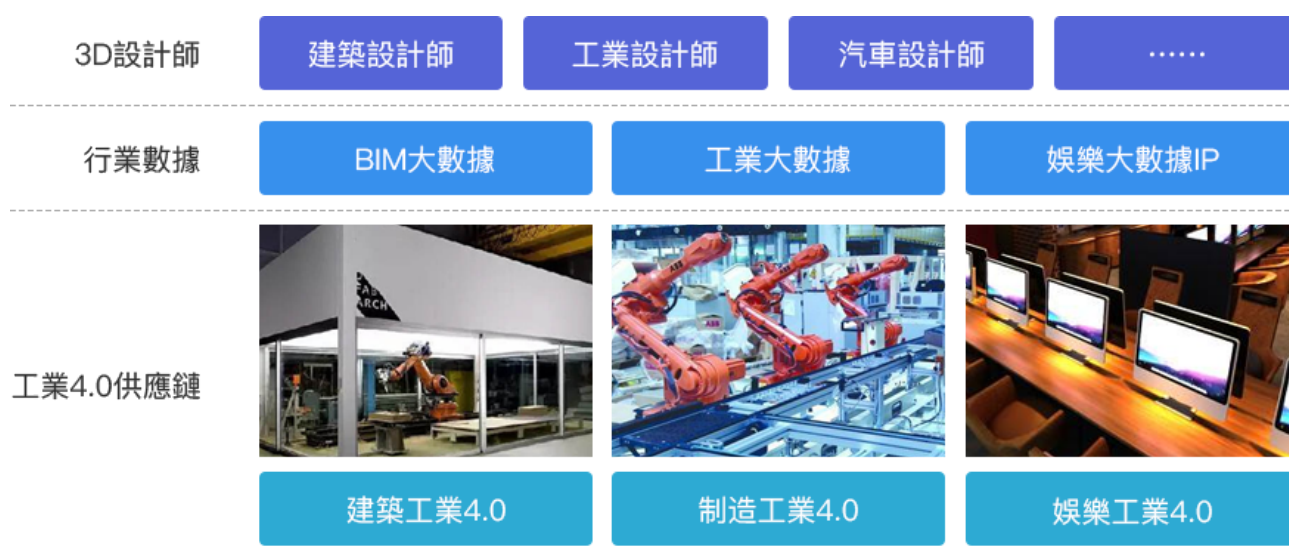 3D設計師
建築設計師
工業設計師
汽車設計師
……
行業數據
BIM大數據
工業大數據
娛樂大數據IP
工業4.0供應鏈
ARCH
ABB
ABB
建築工業4.0
制造工業4.0
娛樂工業4.0